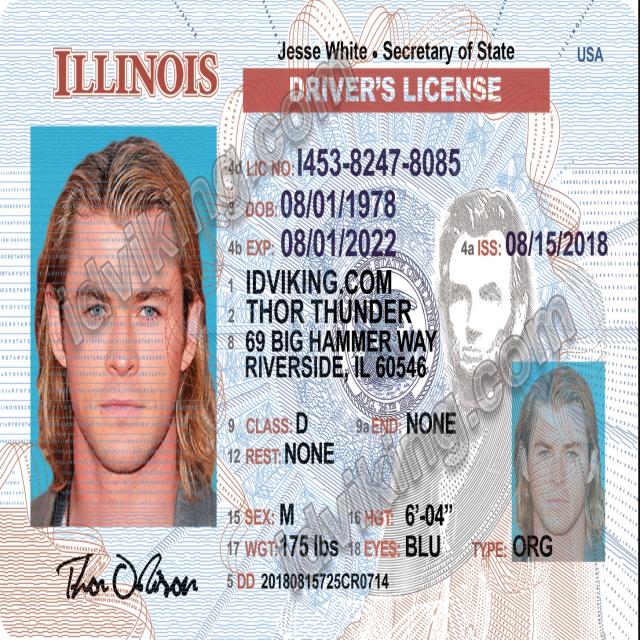 Jesse White • Secretary of State
USA
ILLINOIS
DRIVER'S LICENSE
4d LIC NO: I453-8247-8085
3 DOB: 08/01/1978
4b EXP: 08/01/2022
4a ISS: 08/15/2018
1 IDVIKING.COM
2 THOR THUNDER
8 69 BIG HAMMER WAY
RIVERSIDE, IL 60546
9 CLASS: D
9a END: NONE
12 REST: NONE
15 SEX: M
16 HGT: 6'-04"
17 WGT: 175 lbs
18 EYES: BLU
TYPE: ORG
5 DD 20180815725CR0714
idviking.com
idviking.com
idviking.com